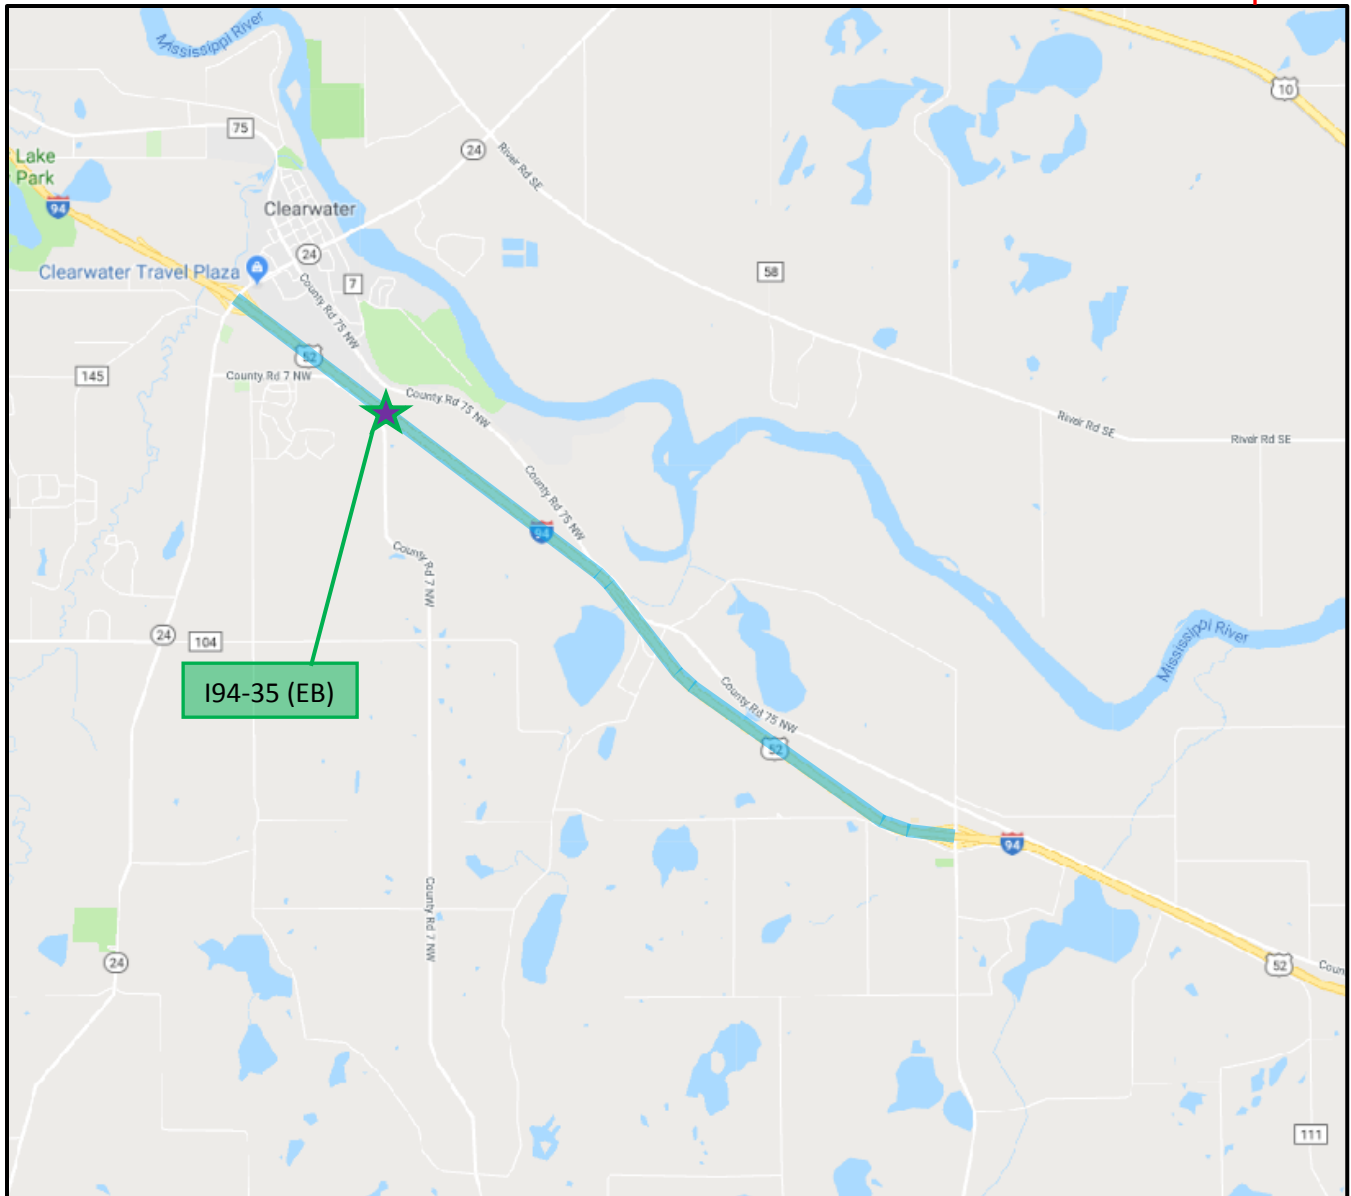 Mississippi River
10
75
24
River Rd SE
Lake
Park
94
Clearwater
24
58
Clearwater Travel Plaza
7
County Rd 75 NW
52
145
County Rd 7 NW
County Rd 75 NW
River Rd SE
River Rd SE
County Rd 75 NW
94
County Rd 7 NW
24
104
Mississippi River
I94-35 (EB)
County Rd 75 NW
52
94
County Rd 7 NW
24
52
Coun
111